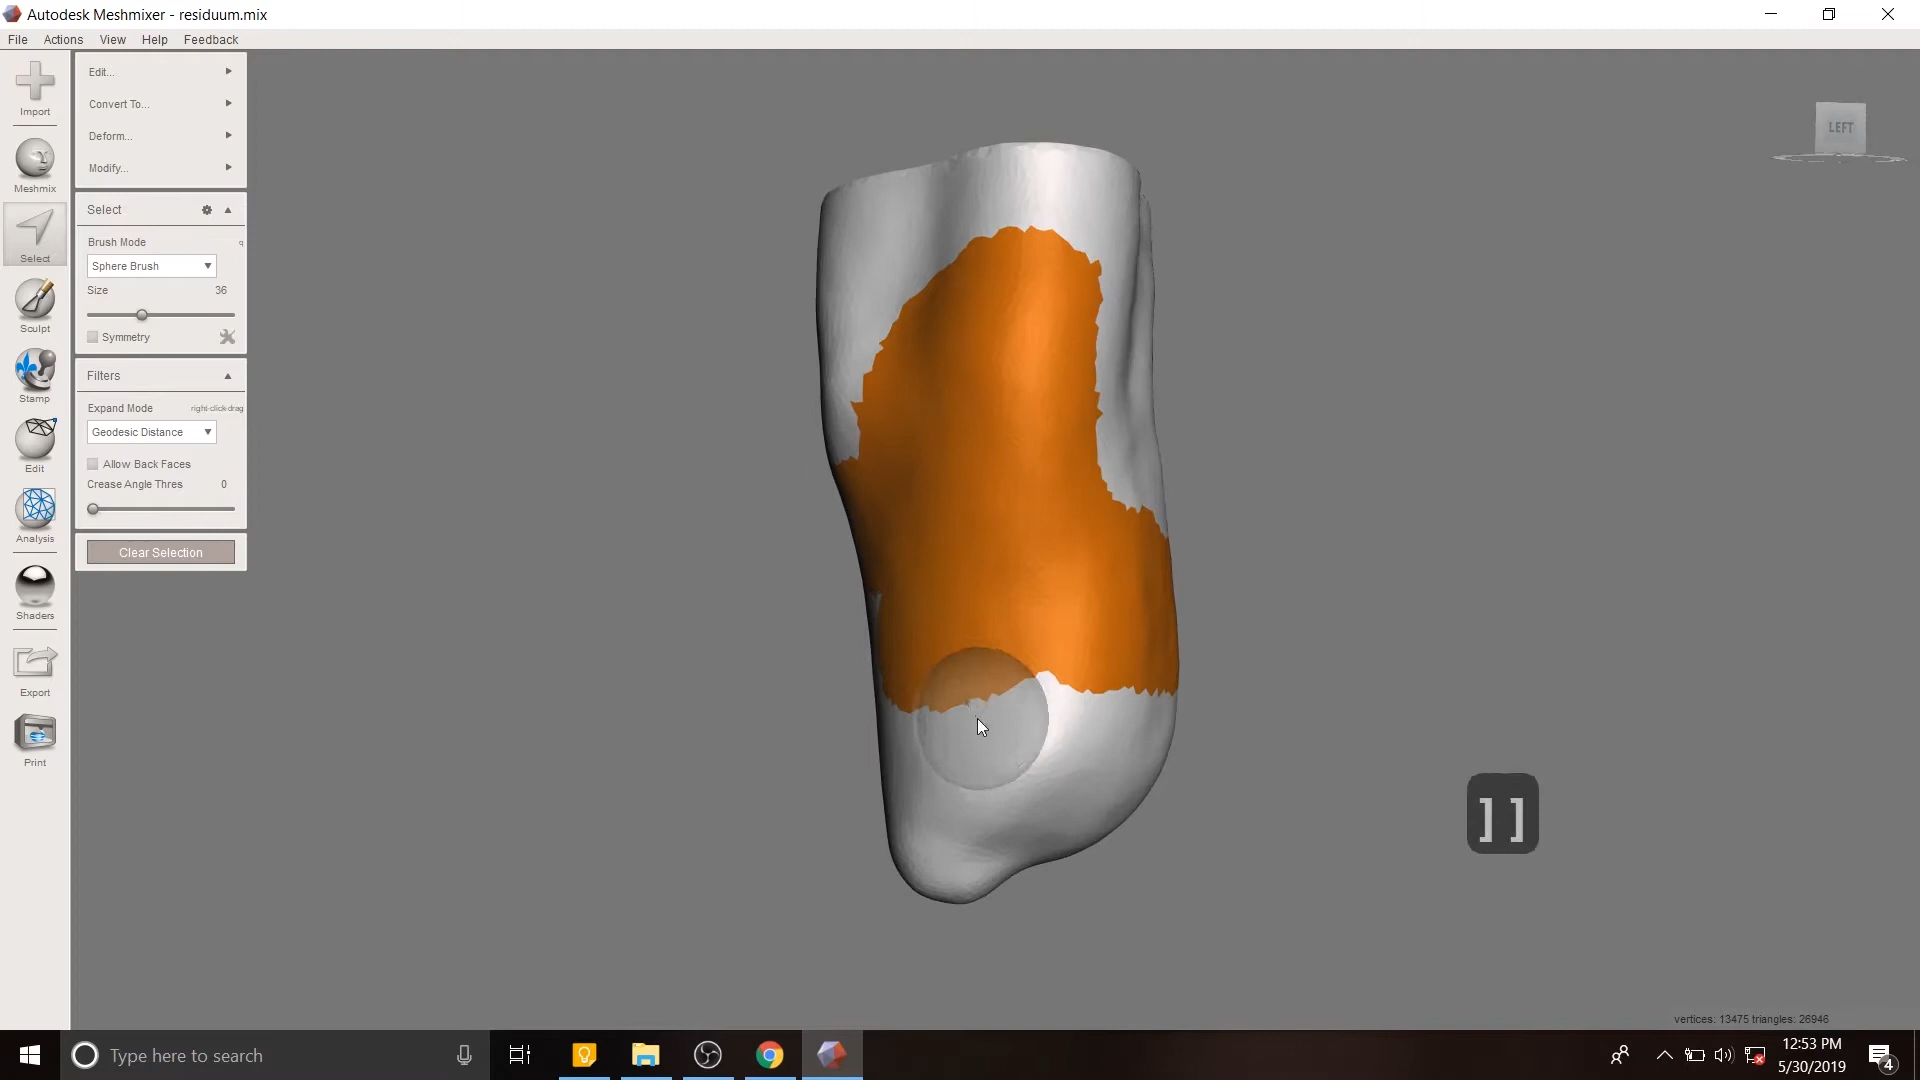 Autodesk Meshmixer - residuum.mix
File Actions View Help Feedback
Import
Meshmix
Select
Sculpt
Stamp
Edit
Analysis
Shaders
Export
Print
Edit...
Convert To...
Deform...
Modify...
Select
Brush Mode q
Sphere Brush
Size 36
Symmetry
Filters
Expand Mode right-click-drag
Geodesic Distance
Allow Back Faces
Crease Angle Thres 0
Clear Selection
LEFT
]]
vertices: 13475 triangles: 26946
Type here to search
12:53 PM
5/30/2019
4